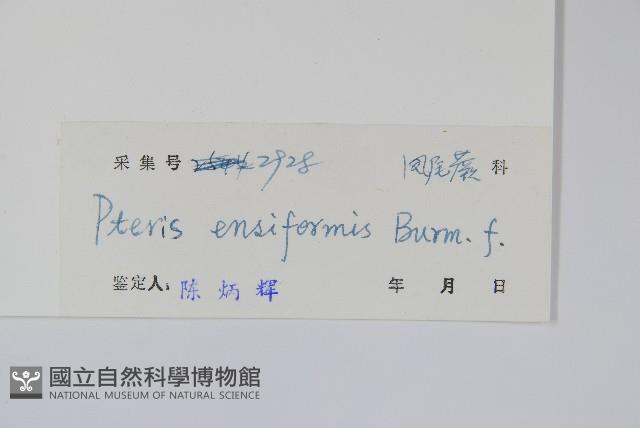 采集号 2928 凤尾蕨 科
Pteris ensiformis Burm. f.
鉴定人: 陈炳辉 年 月 日
國立自然科學博物館
NATIONAL MUSEUM OF NATURAL SCIENCE